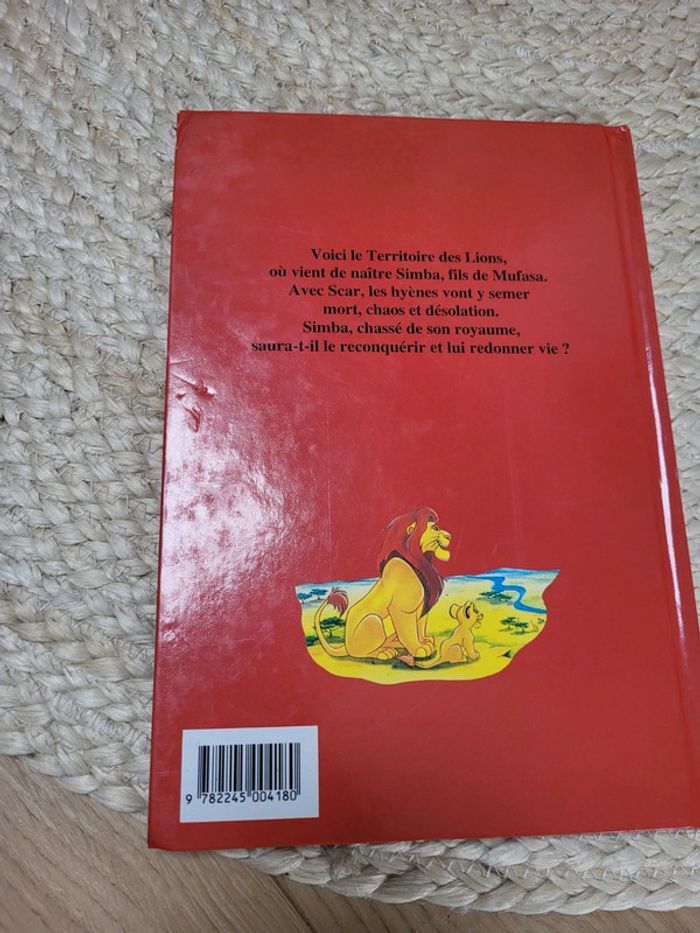 Voici le Territoire des Lions,
où vient de naître Simba, fils de Mufasa.
Avec Scar, les hyènes vont y semer
mort, chaos et désolation.
Simba, chassé de son royaume,
saura-t-il le reconquérir et lui redonner vie ?
9 782245 004180